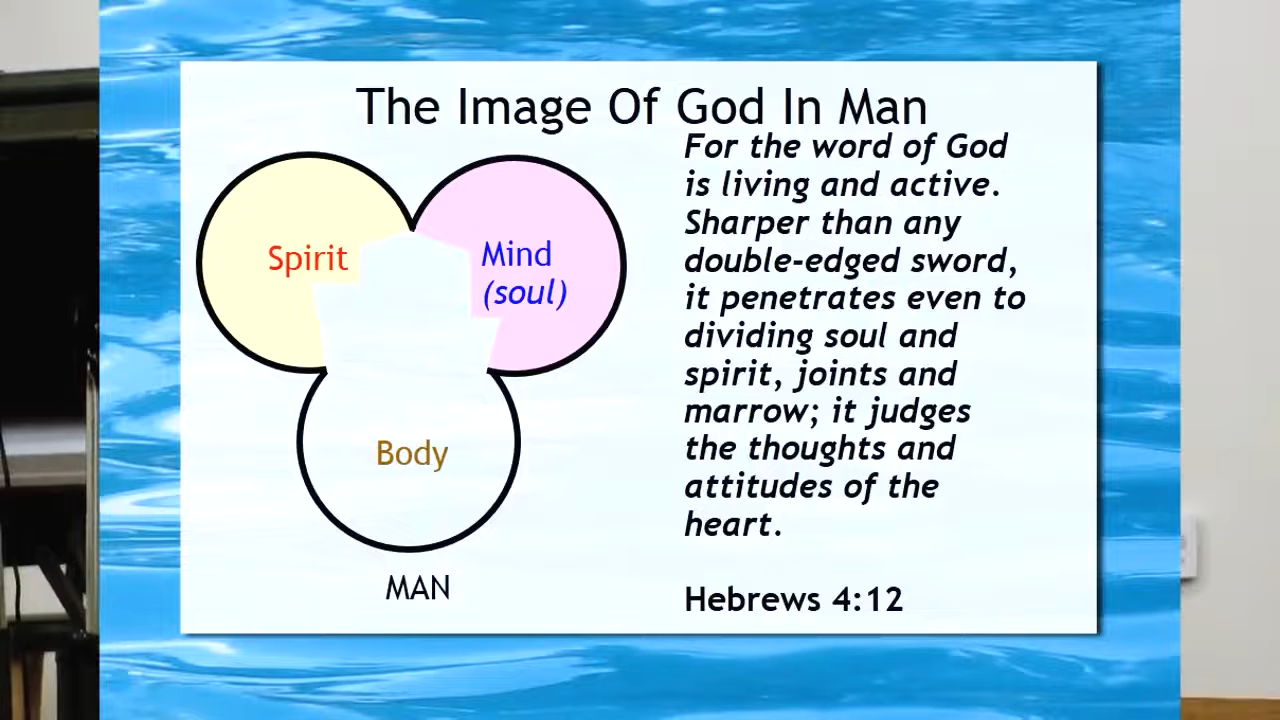 The Image Of God In Man
Spirit
Mind
(soul)
Body
MAN
For the word of God
is living and active.
Sharper than any
double-edged sword,
it penetrates even to
dividing soul and
spirit, joints and
marrow; it judges
the thoughts and
attitudes of the
heart.
Hebrews 4:12